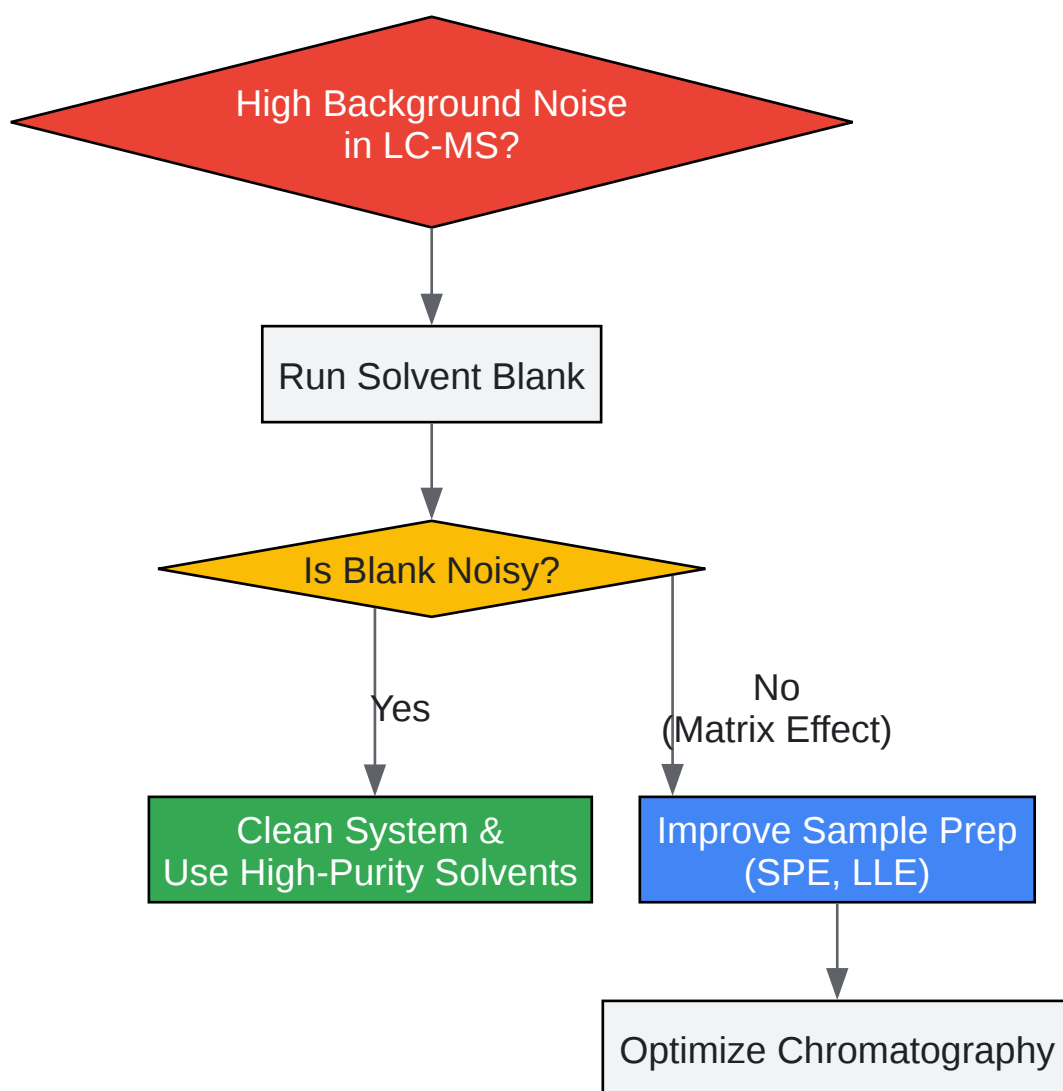 High Background Noise
in LC-MS?
Run Solvent Blank
Is Blank Noisy?
Yes
No
(Matrix Effect)
Clean System &
Use High-Purity Solvents
Improve Sample Prep
(SPE, LLE)
Optimize Chromatography